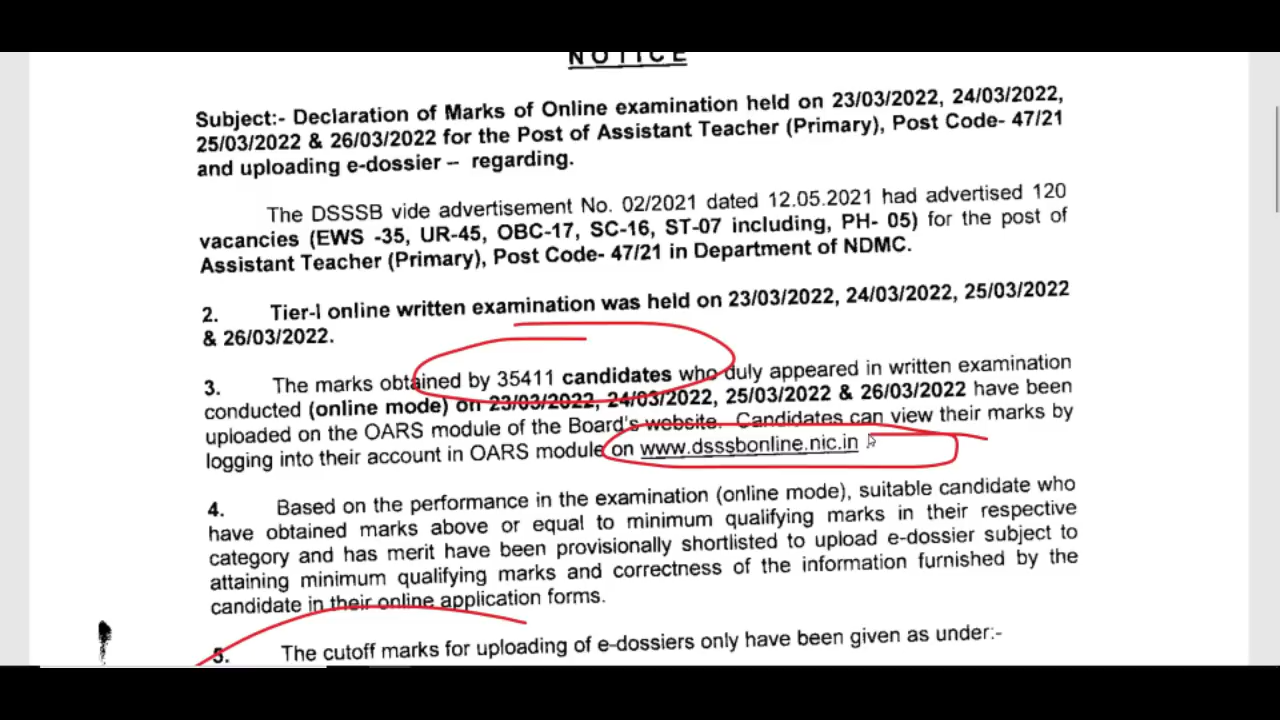 NOTICE
Subject:- Declaration of Marks of Online examination held on 23/03/2022, 24/03/2022,
25/03/2022 & 26/03/2022 for the Post of Assistant Teacher (Primary), Post Code- 47/21
and uploading e-dossier – regarding.
The DSSSB vide advertisement No. 02/2021 dated 12.05.2021 had advertised 120
vacancies (EWS -35, UR-45, OBC-17, SC-16, ST-07 including, PH- 05) for the post of
Assistant Teacher (Primary), Post Code- 47/21 in Department of NDMC.
2. Tier-I online written examination was held on 23/03/2022, 24/03/2022, 25/03/2022
& 26/03/2022.
3. The marks obtained by 35411 candidates who duly appeared in written examination
conducted (online mode) on 23/03/2022, 24/03/2022, 25/03/2022 & 26/03/2022 have been
uploaded on the OARS module of the Board's website. Candidates can view their marks by
logging into their account in OARS module on www.dsssbonline.nic.in
4. Based on the performance in the examination (online mode), suitable candidate who
have obtained marks above or equal to minimum qualifying marks in their respective
category and has merit have been provisionally shortlisted to upload e-dossier subject to
attaining minimum qualifying marks and correctness of the information furnished by the
candidate in their online application forms.
5. The cutoff marks for uploading of e-dossiers only have been given as under:-